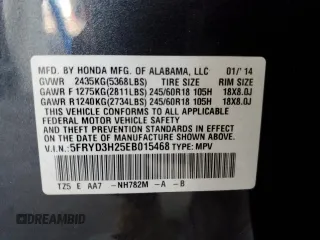 MFD. BY HONDA MFG. OF ALABAMA, LLC 01/'14
GVWR 2435KG(5368LBS) TIRE SIZE RIM SIZE
GAWR F 1275KG(2811LBS) 245/60R18 105H 18X8.0J
GAWR R 1240KG(2734LBS) 245/60R18 105H 18X8.0J
THIS VEHICLE CONFORMS TO ALL APPLICABLE
FEDERAL MOTOR VEHICLE SAFETY AND THEFT
PREVENTION STANDARDS IN EFFECT ON THE DATE
OF MANUFACTURE SHOWN ABOVE.
V.I.N.: 5FRYD3H25EB015468 TYPE: MPV
TZ5 E AA7 -NH782M -A -B
DREAMBID